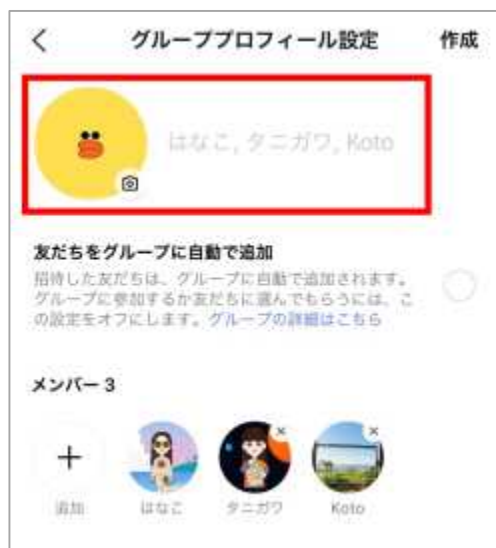 グループプロフィール設定 作成
はなこ, タニガワ, Koto
友だちをグループに自動で追加
招待した友だちは、グループに自動で追加されます。
グループに参加するか友だちに選んでもらうには、こ
の設定をオフにします。グループの詳細はこちら
メンバー 3
追加 はなこ タニガワ Koto